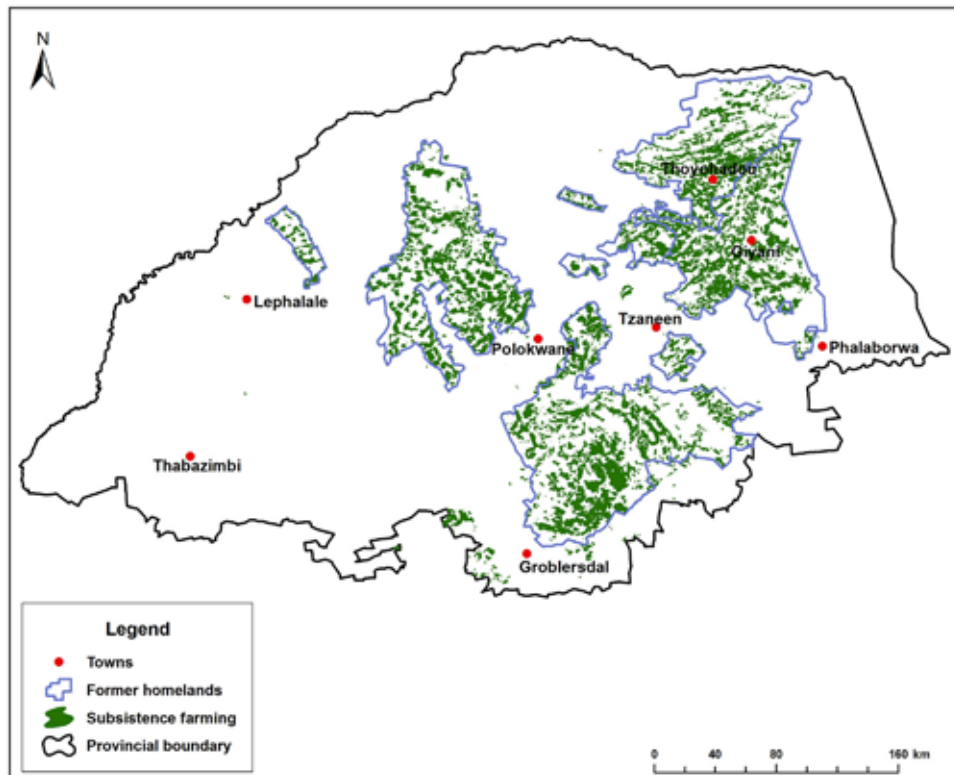 N
Thoyohadou
Giyani
Lephalale
Tzaneen
Polokwane
Phalaborwa
Thabazimbi
Groblersdal
Legend
Towns
Former homelands
Subsistence farming
Provincial boundary
0 40 80 160 km